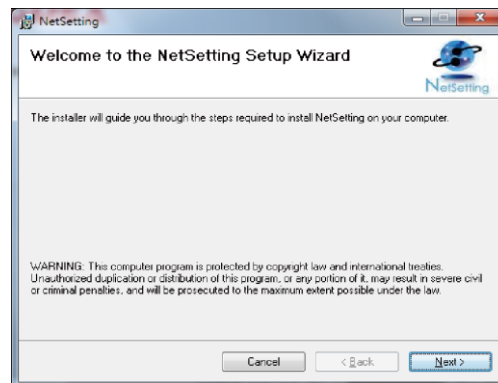 NetSetting
Welcome to the NetSetting Setup Wizard
NetSetting
The installer will guide you through the steps required to install NetSetting on your computer.
WARNING: This computer program is protected by copyright law and international treaties.
Unauthorized duplication or distribution of this program, or any portion of it, may result in severe civil
or criminal penalties, and will be prosecuted to the maximum extent possible under the law.
Cancel
< Back
Next >